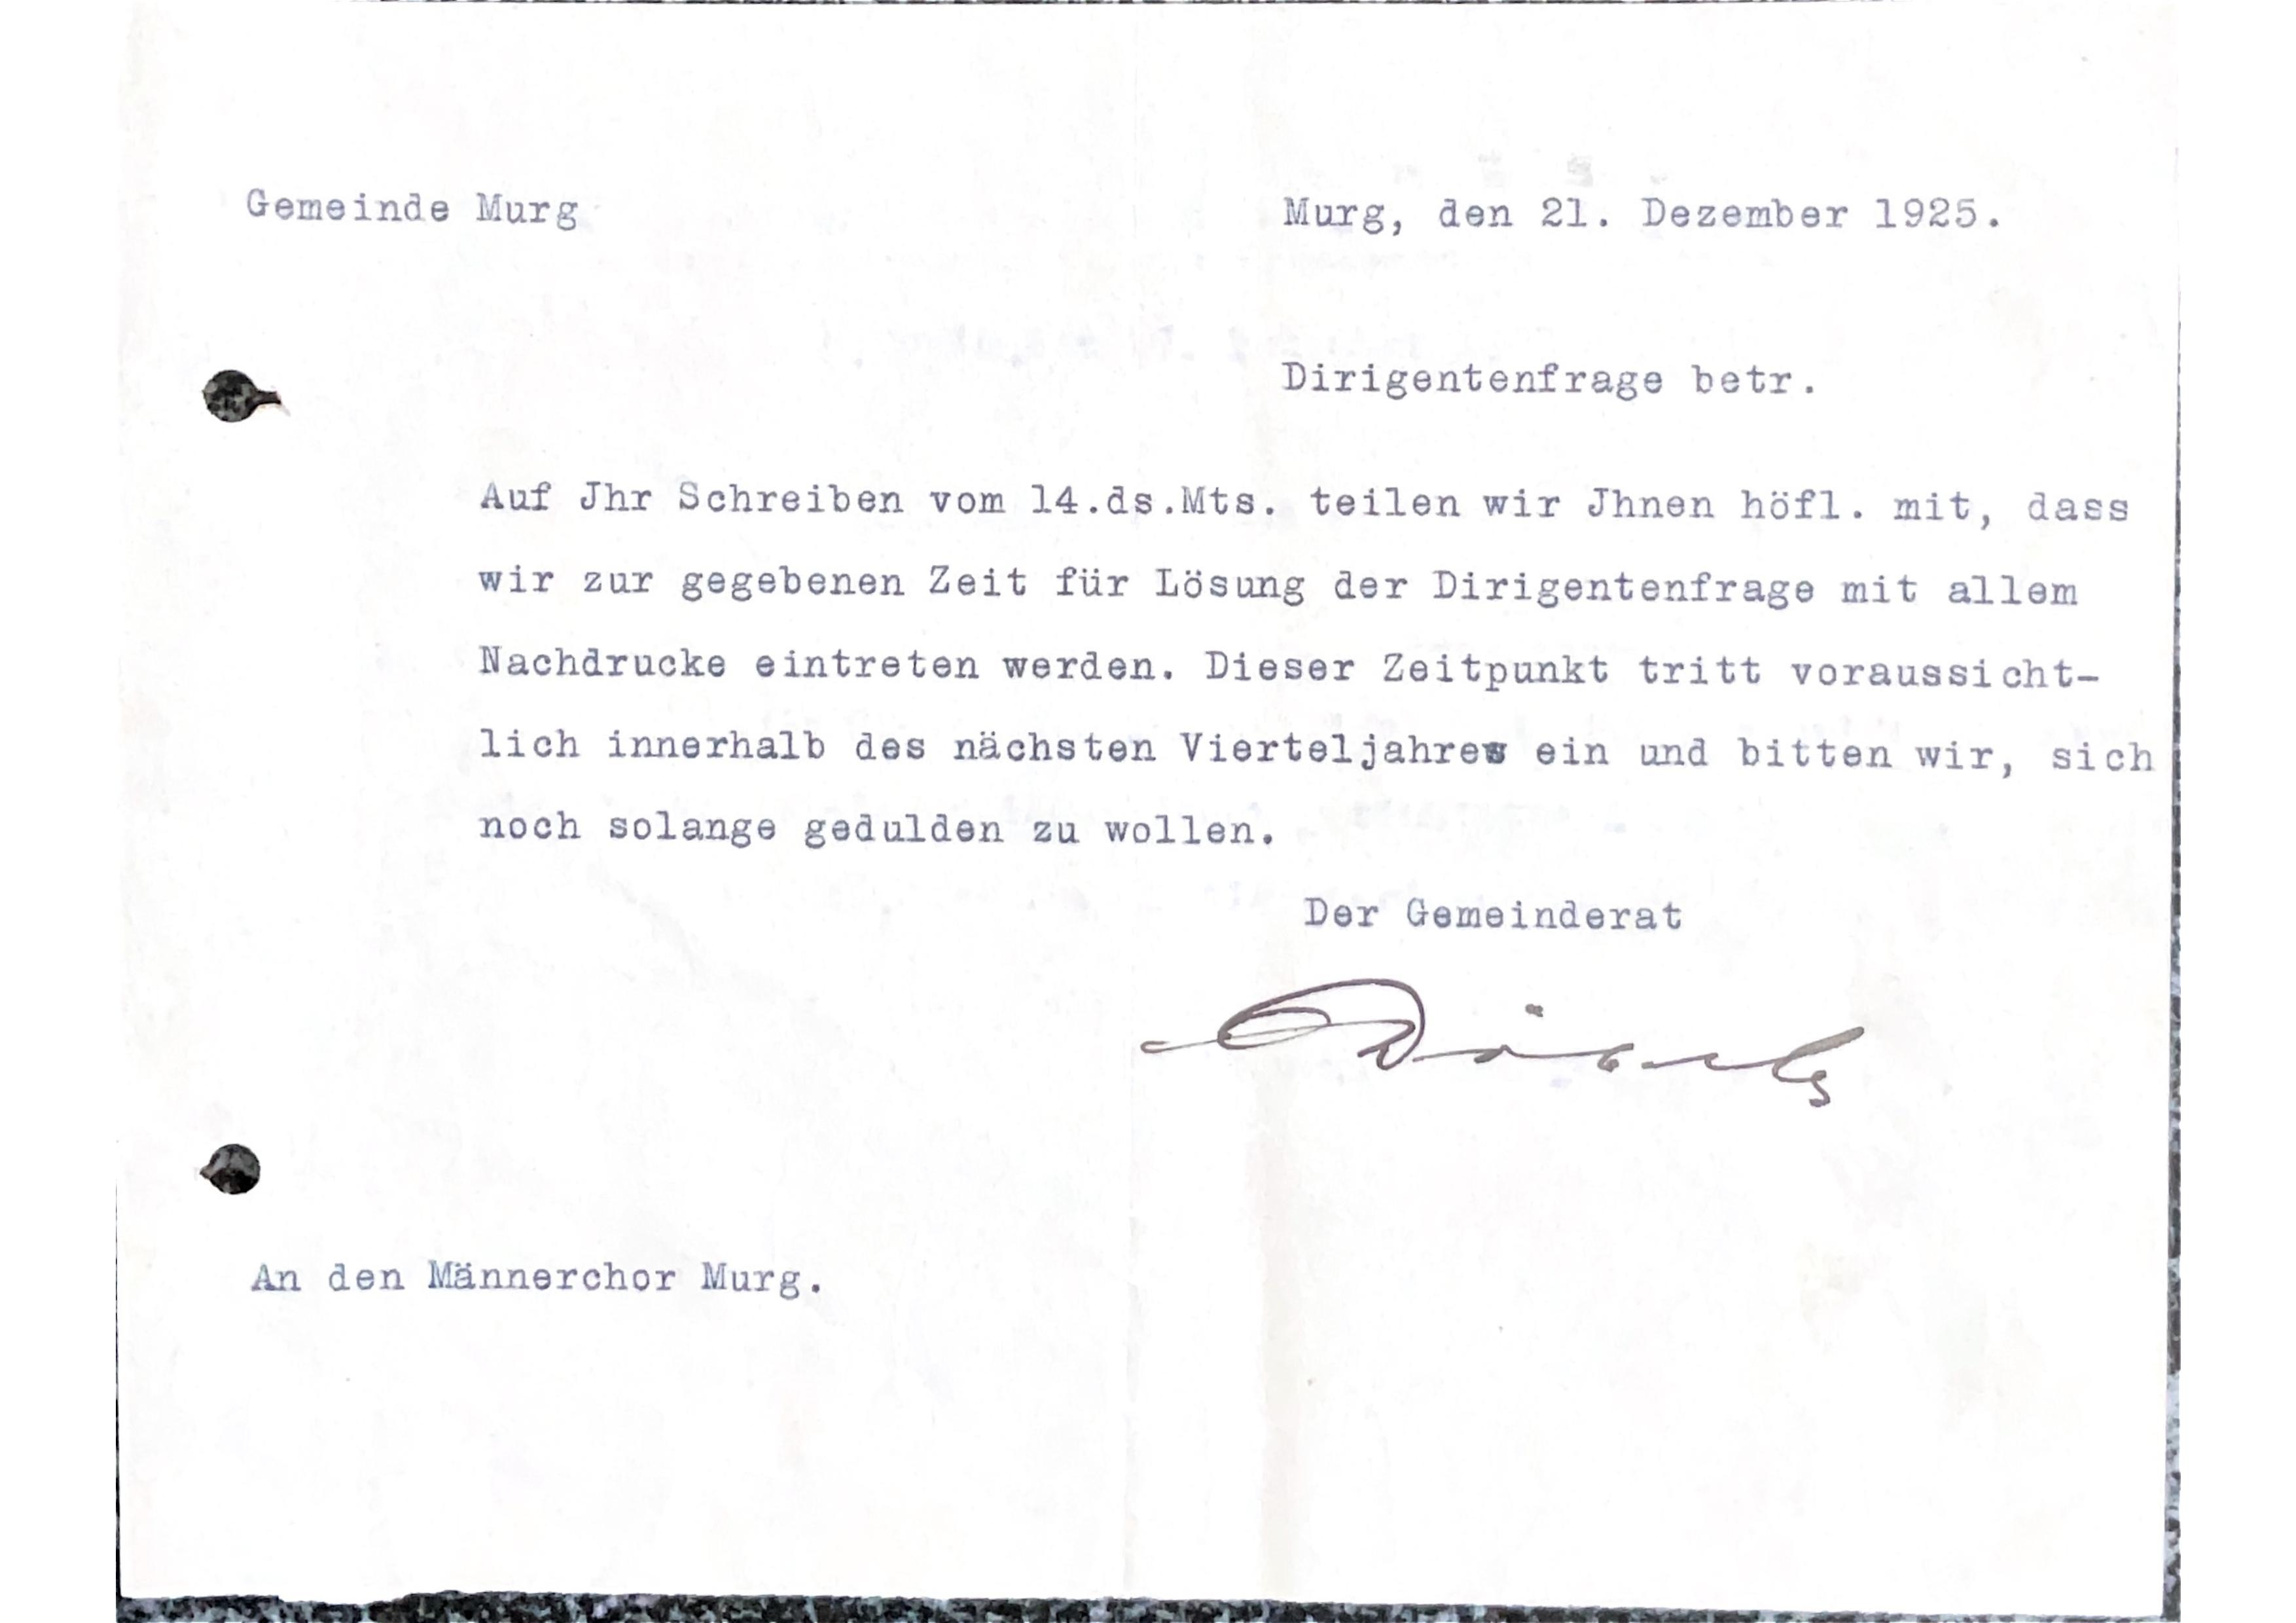 Gemeinde Murg
Murg, den 21. Dezember 1925.
Dirigentenfrage betr.
Auf Jhr Schreiben vom 14.ds.Mts. teilen wir Jhnen höfl. mit, dass
wir zur gegebenen Zeit für Lösung der Dirigentenfrage mit allem
Nachdrucke eintreten werden. Dieser Zeitpunkt tritt voraussicht-
lich innerhalb des nächsten Vierteljahres ein und bitten wir, sich
noch solange gedulden zu wollen.
Der Gemeinderat
An den Männerchor Murg.